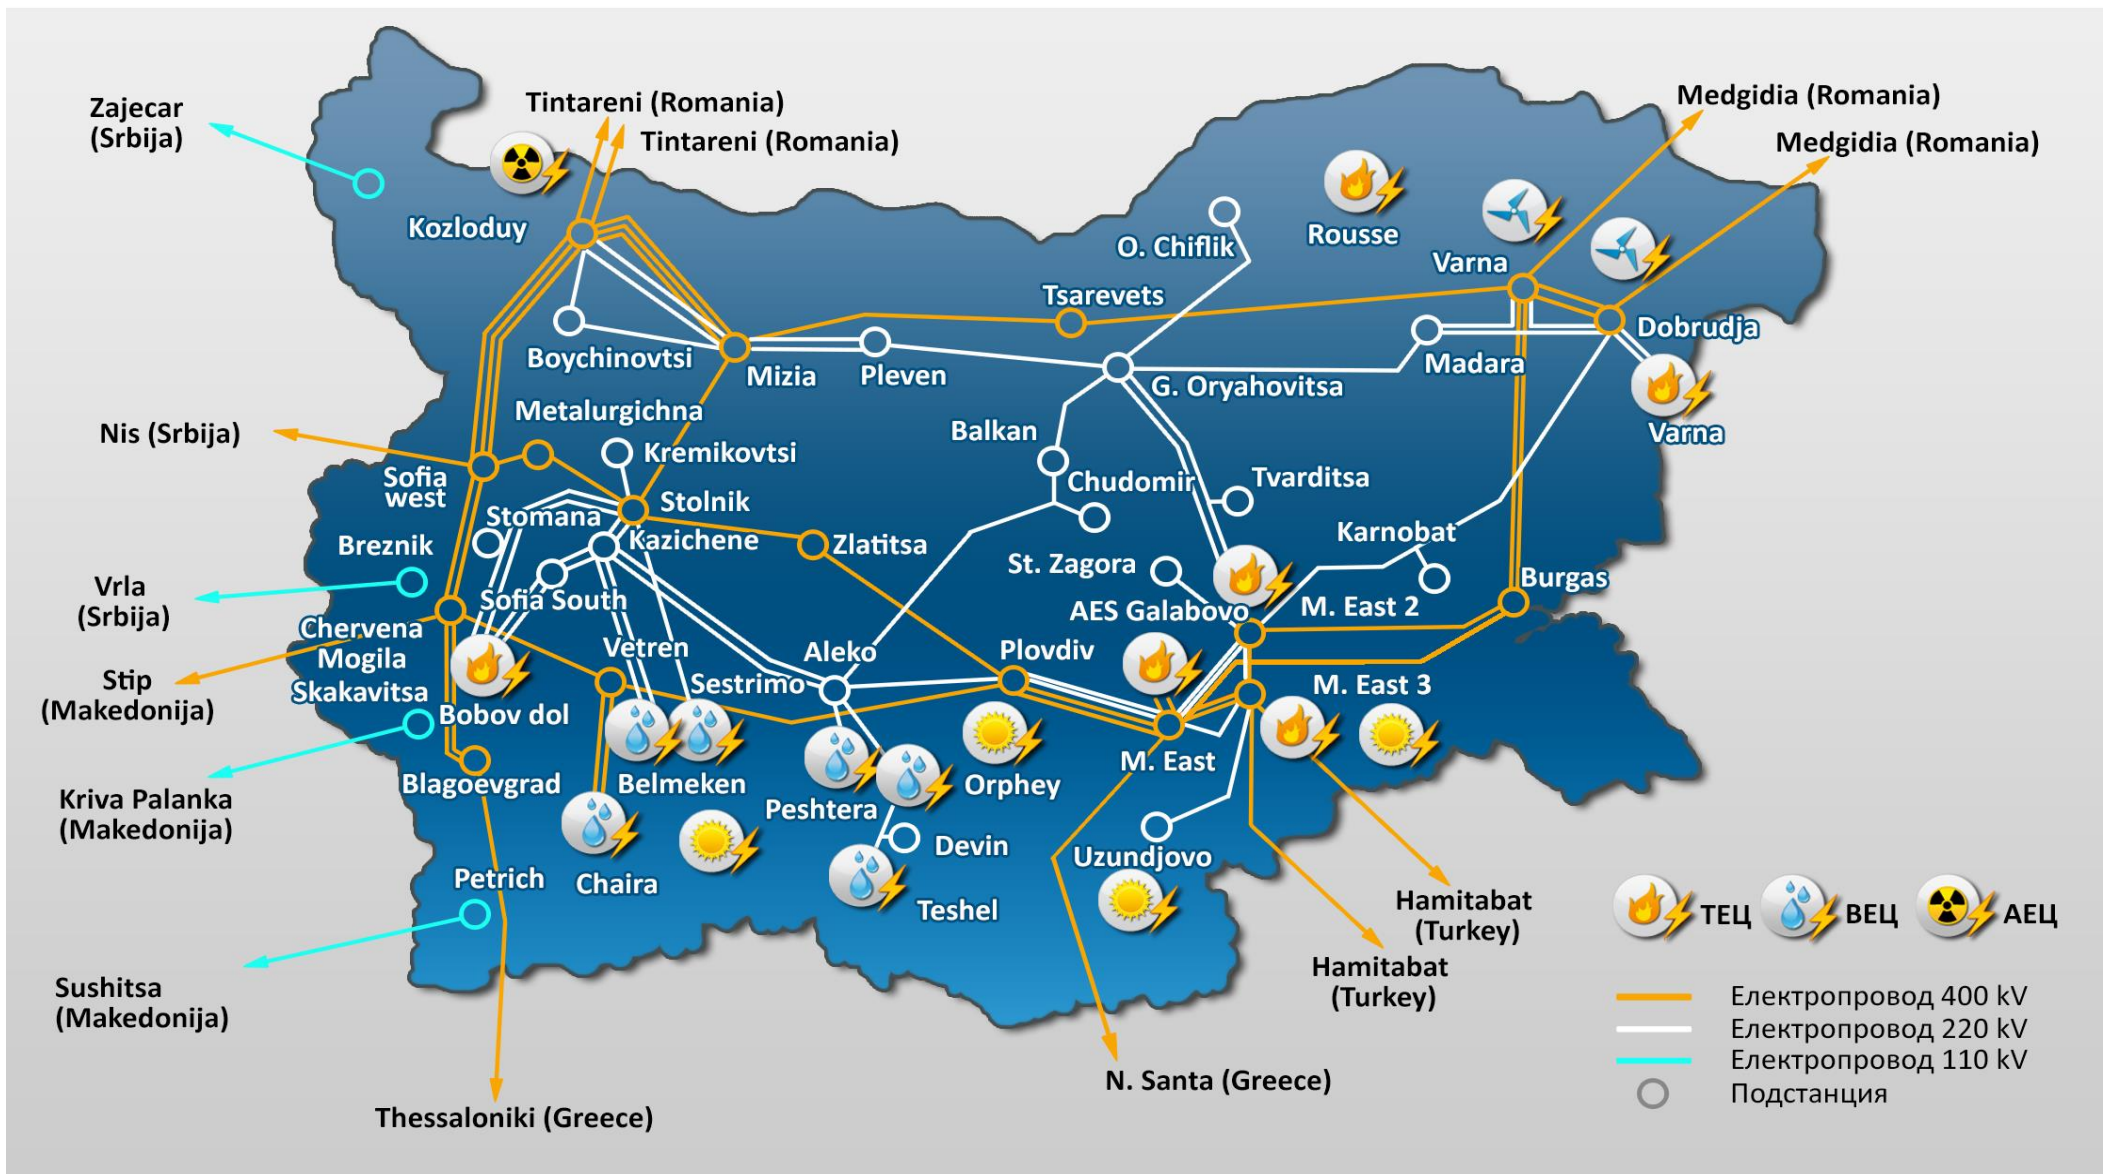 Zajecar
(Srbija)
Tintareni (Romania)
Tintareni (Romania)
Medgidia (Romania)
Medgidia (Romania)
Kozloduy
O. Chiflik
Rousse
Varna
Tsarevets
Dobrudja
Boychinovtsi
Mizia
Pleven
G. Oryahovitsa
Madara
Varna
Metalurgichna
Nis (Srbija)
Kremikovtsi
Balkan
Sofia
west
Chudomir
Tvarditsa
Stolnik
Stomana
Kazichene
Zlatitsa
Karnobat
Breznik
St. Zagora
Vrla
(Srbija)
Sofia South
AES Galabovo
M. East 2
Burgas
Chervena
Mogila
Vetren
Aleko
Plovdiv
Stip
(Makedonija)
Skakavitsa
Sestrimo
M. East 3
Bobov dol
M. East
Blagoevgrad
Belmeken
Peshtera
Orphey
Kriva Palanka
(Makedonija)
Devin
Uzundjovo
Petrich
Chaira
Teshel
Hamitabat
(Turkey)
Hamitabat
(Turkey)
Sushitsa
(Makedonija)
N. Santa (Greece)
Thessaloniki (Greece)
ТЕЦ
ВЕЦ
АЕЦ
Електропровод 400 kV
Електропровод 220 kV
Електропровод 110 kV
Подстанция